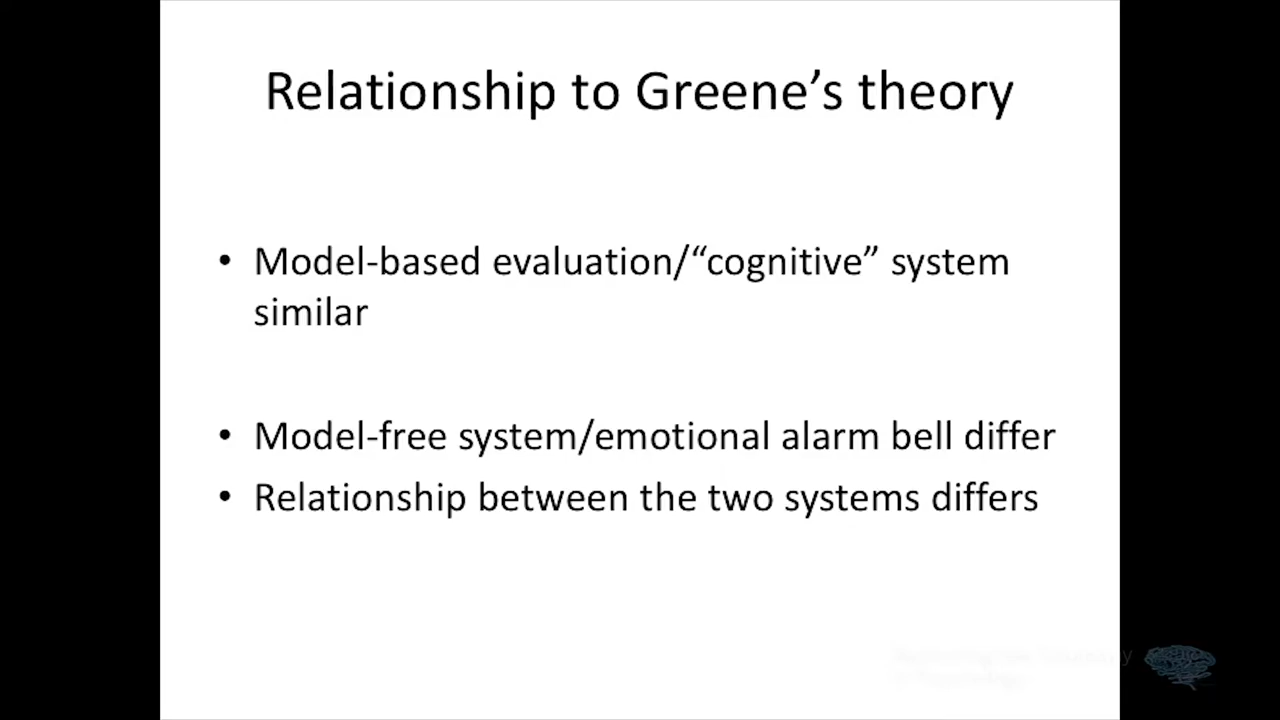 Relationship to Greene’s theory
• Model-based evaluation/“cognitive” system
similar
• Model-free system/emotional alarm bell differ
• Relationship between the two systems differs